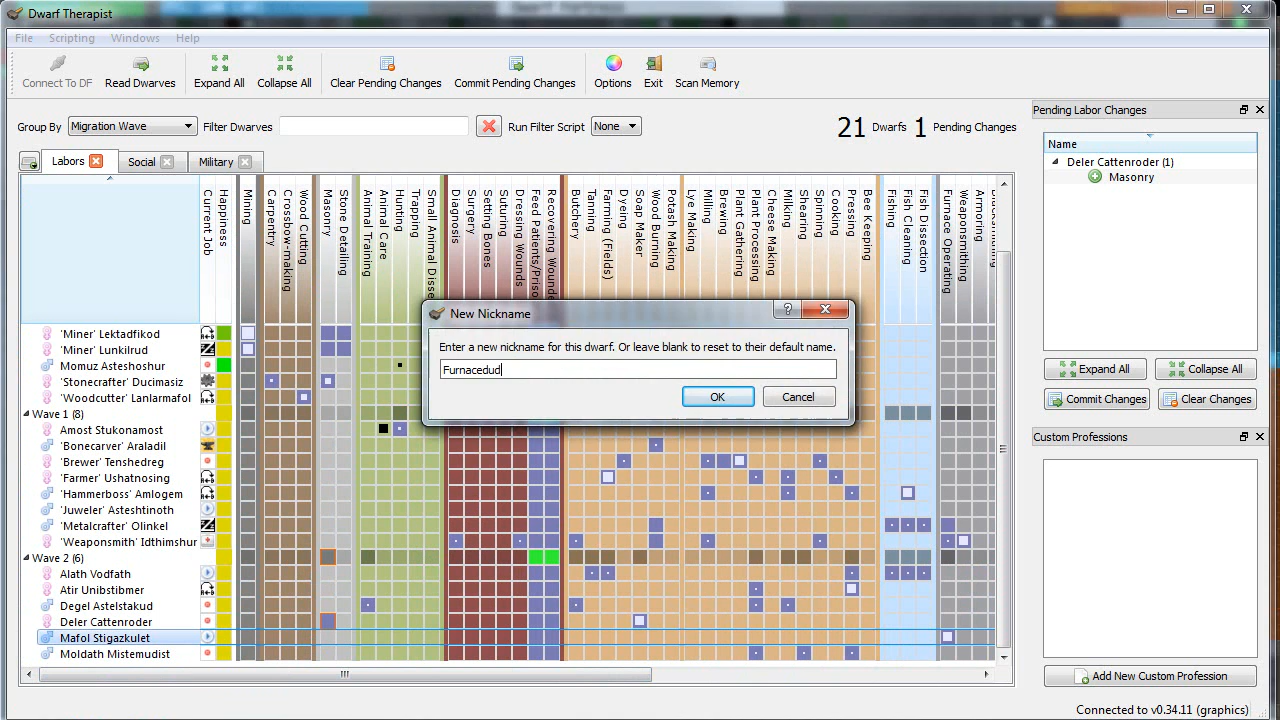 Dwarf Therapist
File Scripting Windows Help
Connect To DF Read Dwarves Expand All Collapse All Clear Pending Changes Commit Pending Changes Options Exit Scan Memory
Group By Migration Wave Filter Dwarves Run Filter Script None 21 Dwarfs 1 Pending Changes
Labors Social Military
Current Job
Happiness
Mining
Carpentry
Crossbow-making
Wood Cutting
Masonry
Stone Detailing
Animal Training
Animal Care
Hunting
Trapping
Small Animal Disse
Diagnosis
Surgery
Setting Bones
Suturing
Dressing Wounds
Feed Patients/Priso
Recovering Wounde
Butchery
Tanning
Farming (Fields)
Dyeing
Soap Maker
Wood Burning
Potash Making
Lye Making
Milling
Brewing
Plant Gathering
Plant Processing
Cheese Making
Milking
Shearing
Spinning
Cooking
Pressing
Bee Keeping
Fishing
Fish Cleaning
Fish Dissection
Furnace Operating
Weaponsmithing
Armoring
'Miner' Lektadfikod
'Miner' Lunkilrud
Momuz Asteshoshur
'Stonecrafter' Ducimasiz
'Woodcutter' Lanlarmafol
Wave 1 (8)
Amost Stukonamost
'Bonecarver' Araladil
'Brewer' Tenshedreg
'Farmer' Ushatnosing
'Hammerboss' Amlogem
'Juweler' Asteshtinoth
'Metalcrafter' Olinkel
'Weaponsmith' Idthimshur
Wave 2 (6)
Alath Vodfath
Atir Unibstibmer
Degel Astelstakud
Deler Cattenroder
Mafol Stigazkulet
Moldath Mistemudist
New Nickname
Enter a new nickname for this dwarf. Or leave blank to reset to their default name.
Furnacedud
OK Cancel
Pending Labor Changes
Name
Deler Cattenroder (1)
Masonry
Expand All Collapse All
Commit Changes Clear Changes
Custom Professions
Add New Custom Profession
Connected to v0.34.11 (graphics)